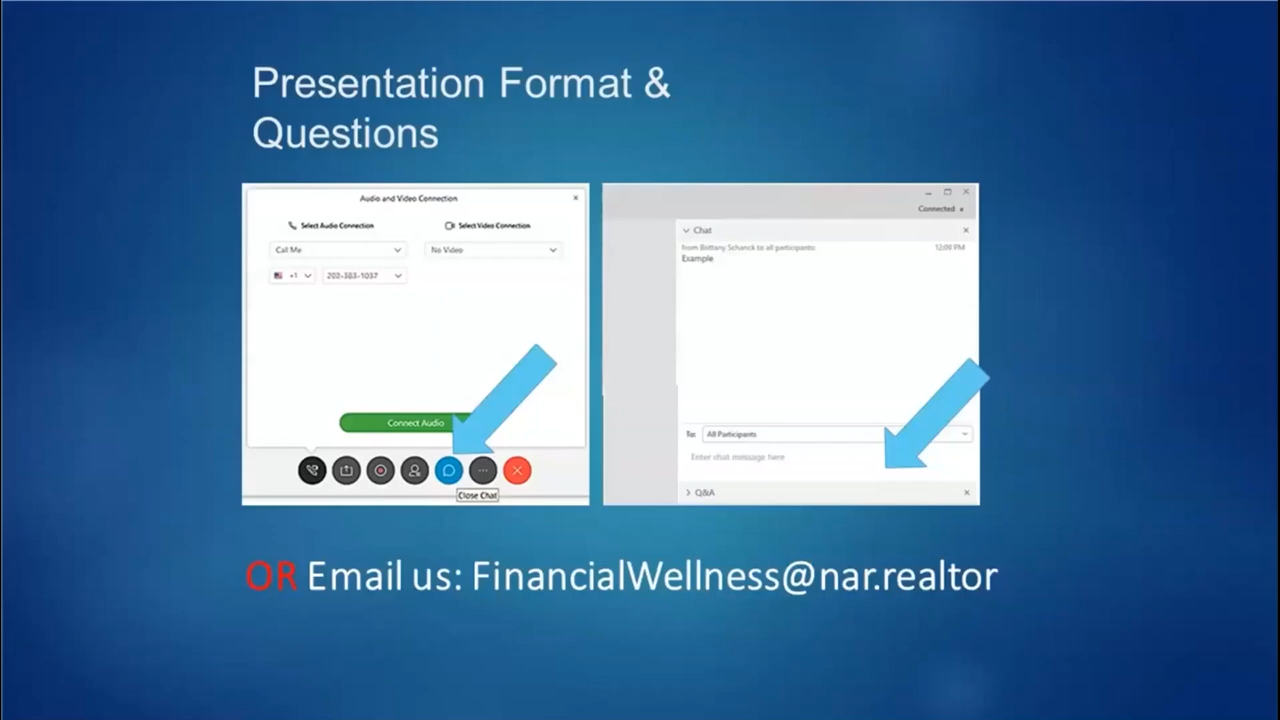 Presentation Format &
Questions
Audio and Video Connection
Select Audio Connection
Select Video Connection
Call Me
No Video
+1
202-383-1037
Connect Audio
Close Chat
Connected
Chat
from Brittany Schanck to all participants:
12:09 PM
Example
To:
All Participants
Enter chat message here
Q&A
OR Email us: FinancialWellness@nar.realtor